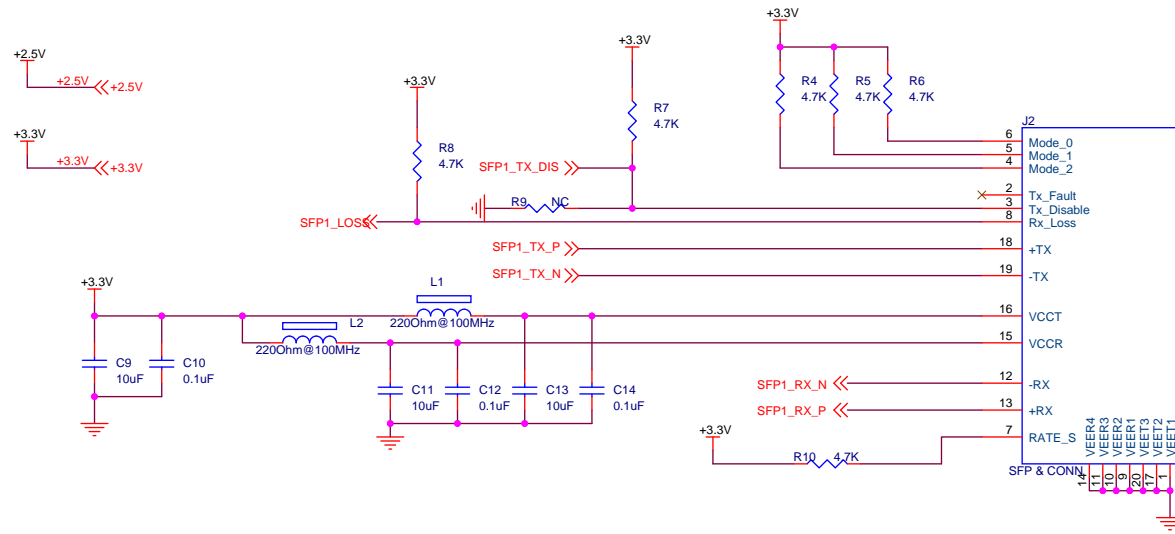 +3.3V
+3.3V
+2.5V
+2.5V
+2.5V
+3.3V
R4
4.7K
R5
4.7K
R6
4.7K
R7
4.7K
J2
+3.3V
+3.3V
+3.3V
R8
4.7K
SFP1_TX_DIS
6
Mode_0
5
Mode_1
4
Mode_2
2
Tx_Fault
R9
NC
3
Tx_Disable
SFP1_LOSS
8
Rx_Loss
SFP1_TX_P
18
+TX
SFP1_TX_N
19
-TX
+3.3V
L1
220Ohm@100MHz
16
VCCT
L2
220Ohm@100MHz
15
VCCR
C9
10uF
C10
0.1uF
C11
10uF
C12
0.1uF
C13
10uF
C14
0.1uF
SFP1_RX_N
12
-RX
SFP1_RX_P
13
+RX
+3.3V
R10
4.7K
7
RATE_S
SFP & CONN
VEER4
VEER3
VEER2
VEER1
VEET3
VEET2
VEET1
14
11
10
9
20
17
1